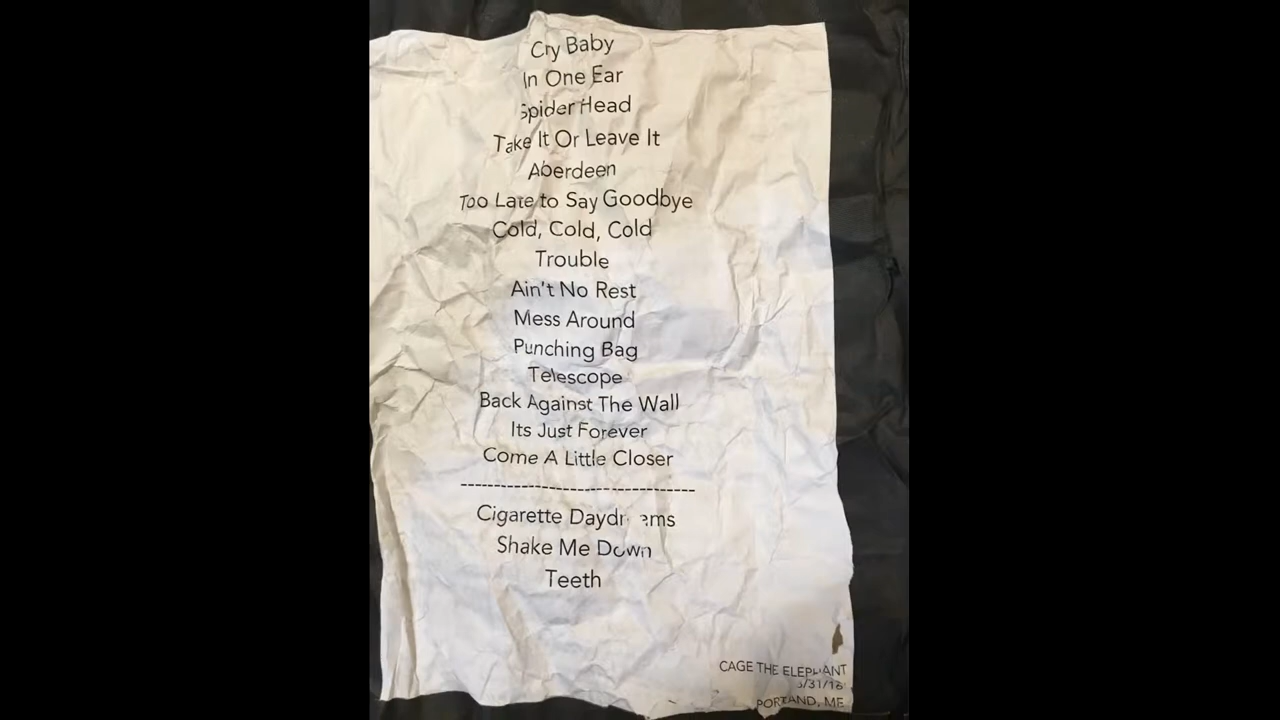 Cry Baby
In One Ear
Spider Head
Take It Or Leave It
Aberdeen
Too Late to Say Goodbye
Cold, Cold, Cold
Trouble
Ain't No Rest
Mess Around
Punching Bag
Telescope
Back Against The Wall
Its Just Forever
Come A Little Closer
-----------------------------------
Cigarette Daydreams
Shake Me Down
Teeth
CAGE THE ELEPHANT
PORTLAND, ME